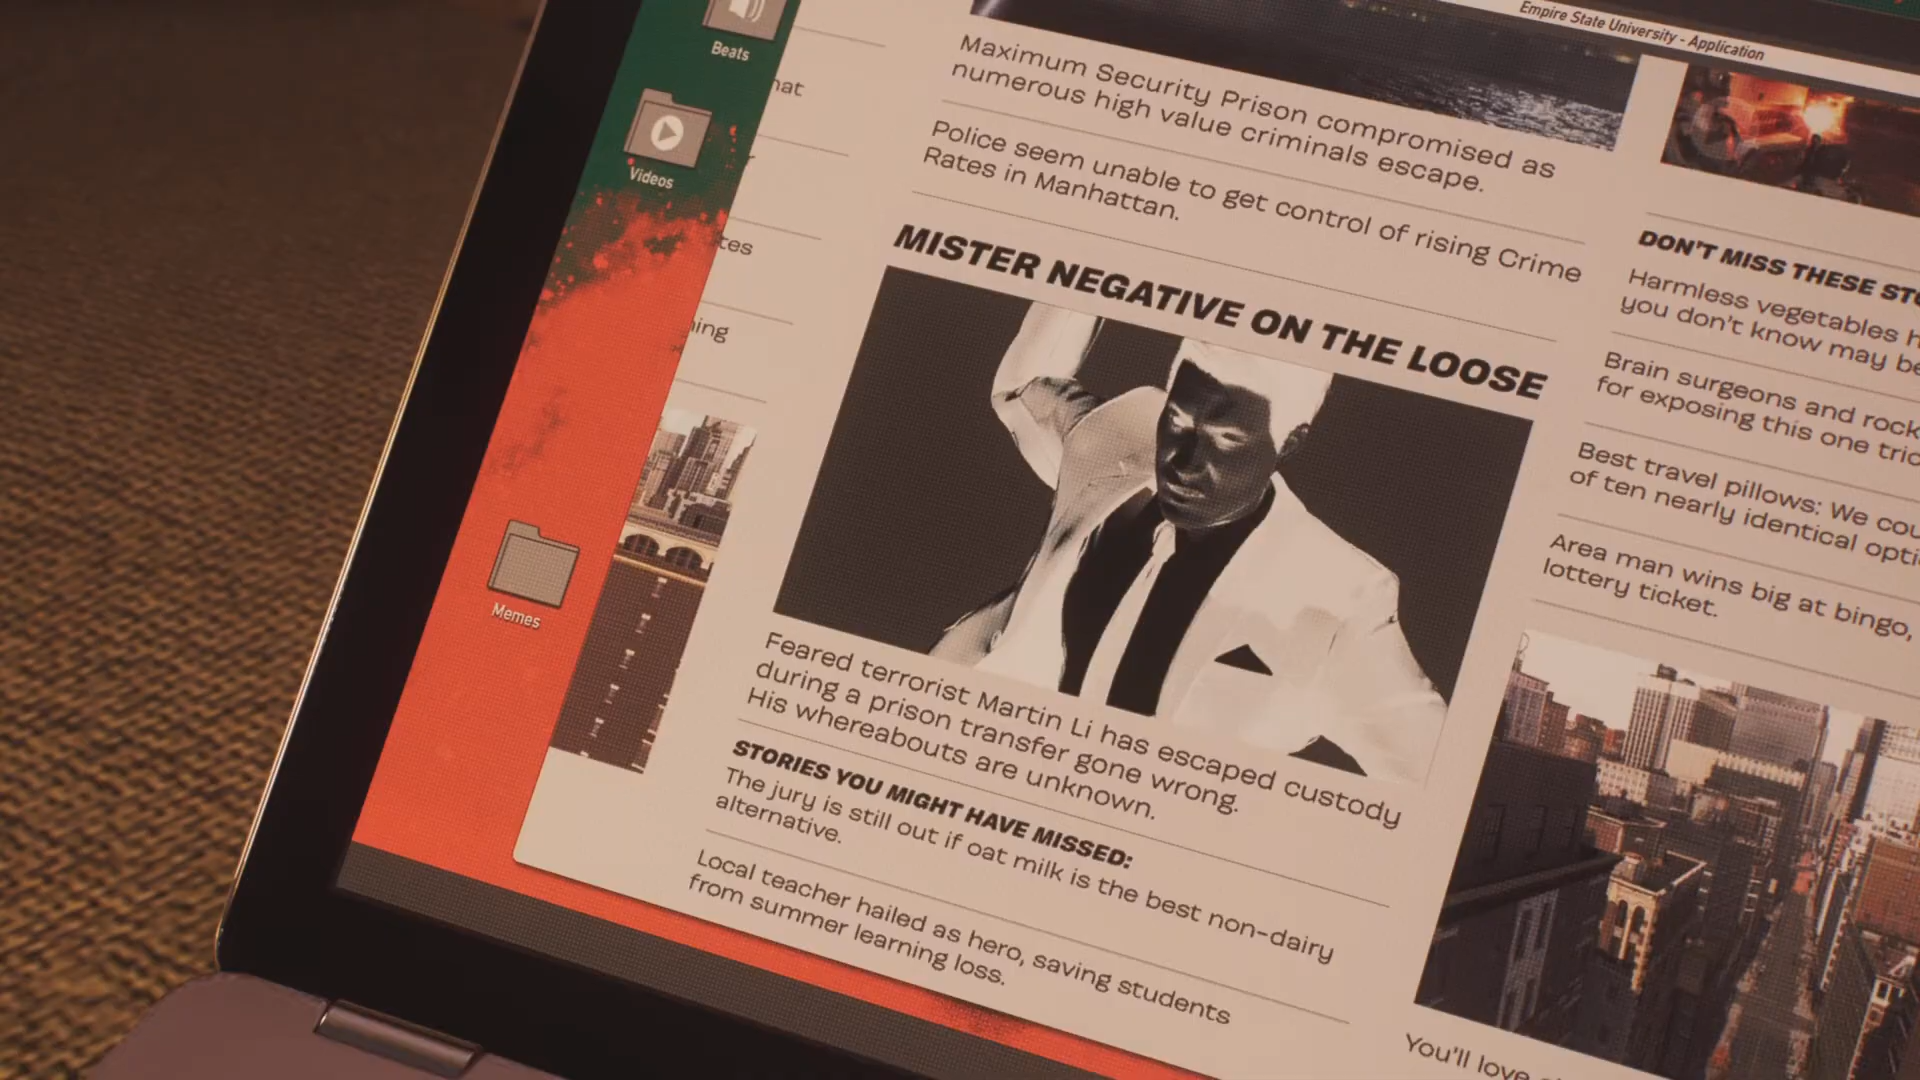 Empire State University - Application
Beats
Videos
Memes
Maximum Security Prison compromised as
numerous high value criminals escape.
Police seem unable to get control of rising Crime
Rates in Manhattan.
MISTER NEGATIVE ON THE LOOSE
Feared terrorist Martin Li has escaped custody
during a prison transfer gone wrong.
His whereabouts are unknown.
STORIES YOU MIGHT HAVE MISSED:
The jury is still out if oat milk is the best non-dairy
alternative.
Local teacher hailed as hero, saving students
from summer learning loss.
DON'T MISS THESE
Harmless vegetables
you don't know may be
Brain surgeons and
for exposing this one
Best travel pillows: We
of ten nearly identical
Area man wins big at bingo,
lottery ticket.
You'll love